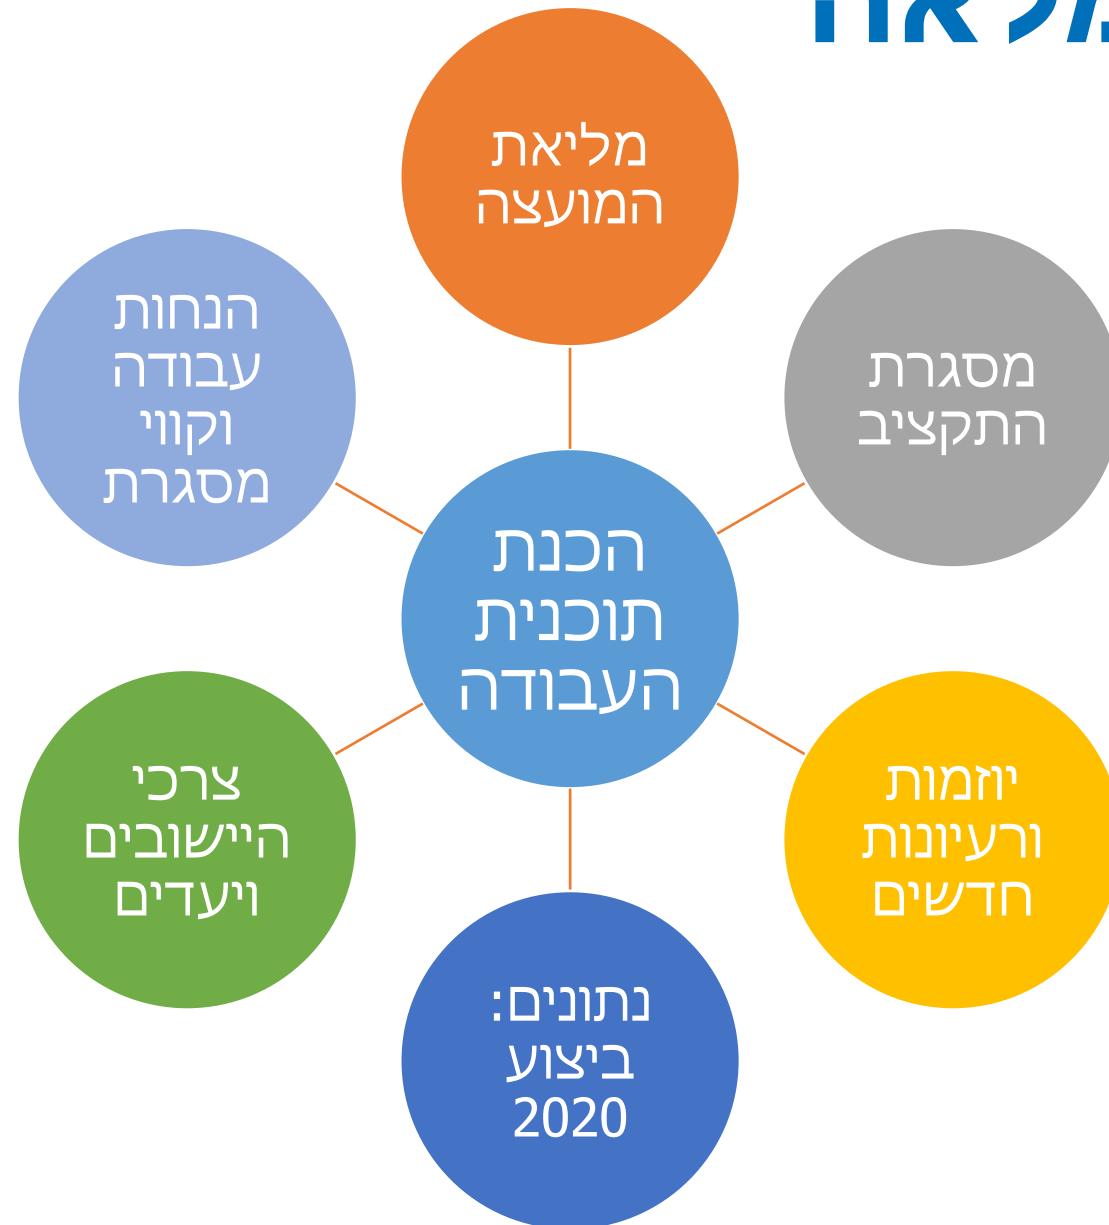 מליאת
המועצה
מסגרת
התקציב
יוזמות
ורעיונות
חדשים
נתונים:
ביצוע
2020
צרכי
היישובים
ויעדים
הנחות
עבודה
וקווי
מסגרת
הכנת
תוכנית
העבודה